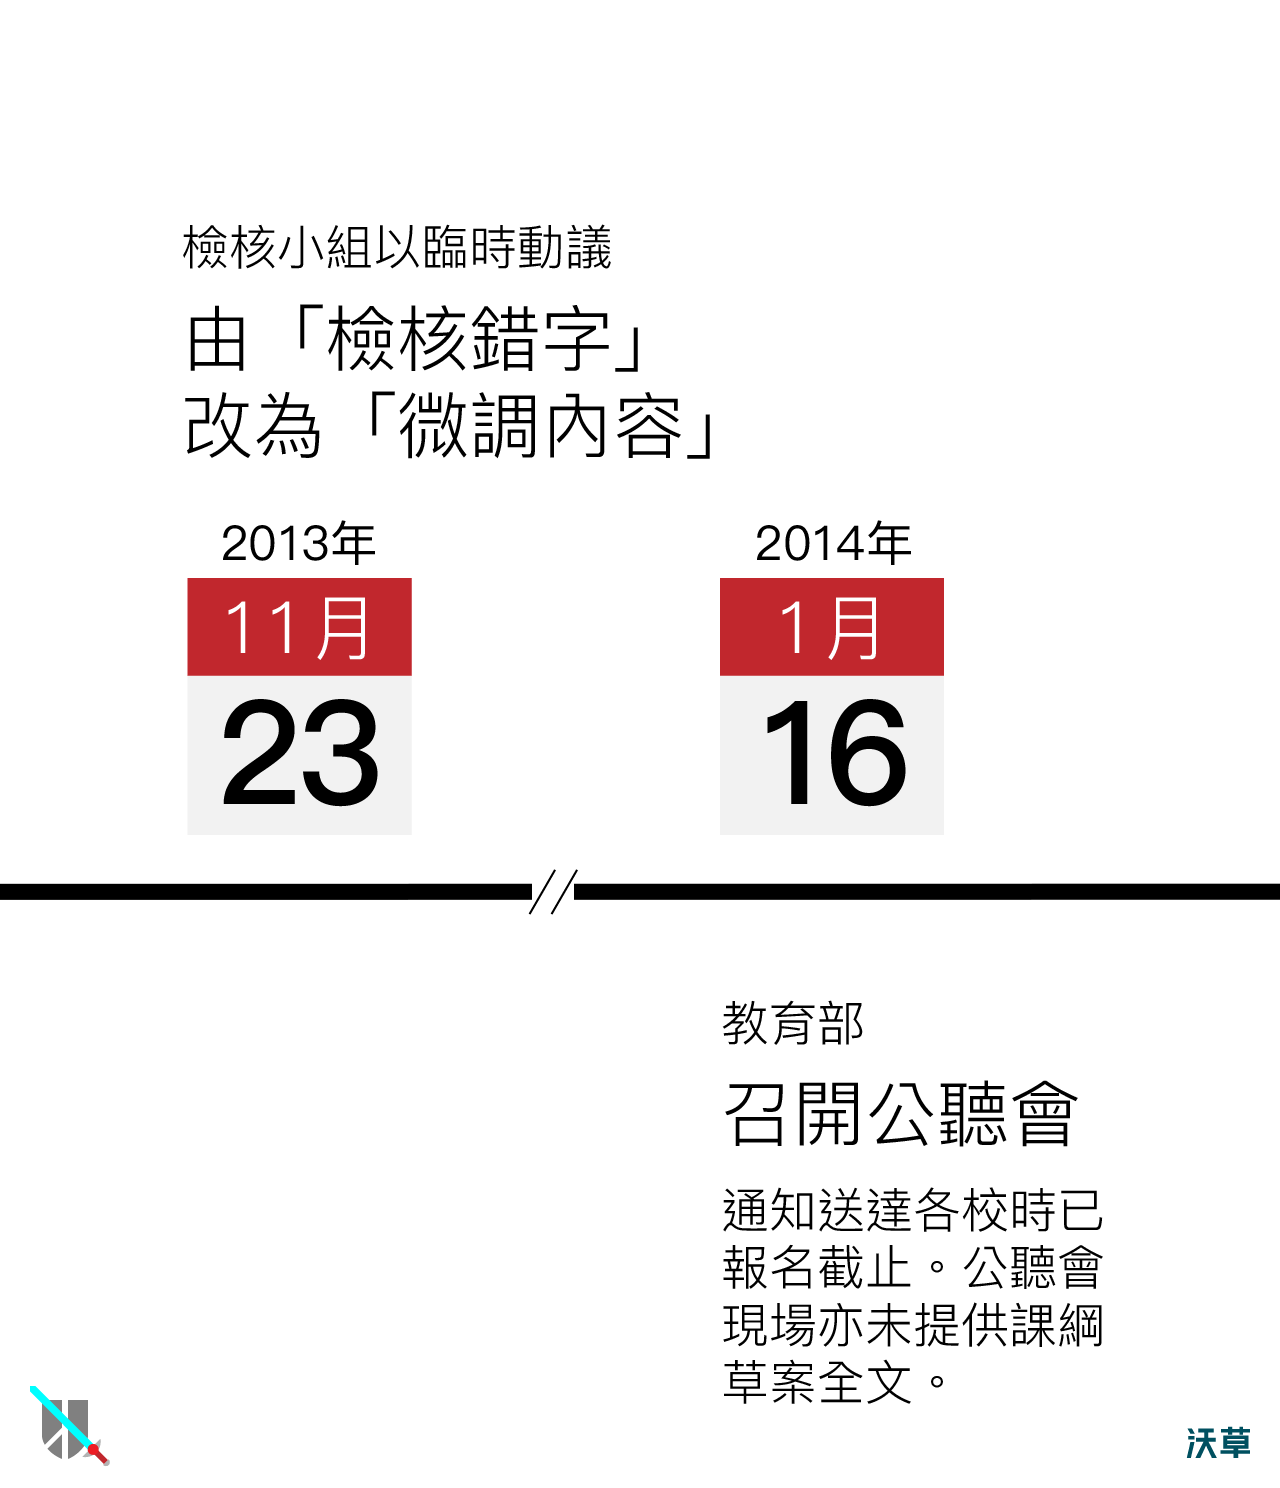 檢核小組以臨時動議
由「檢核錯字」
改為「微調內容」
2013年
11月
23
2014年
1月
16
教育部
召開公聽會
通知送達各校時已
報名截止。公聽會
現場亦未提供課綱
草案全文。
沃草